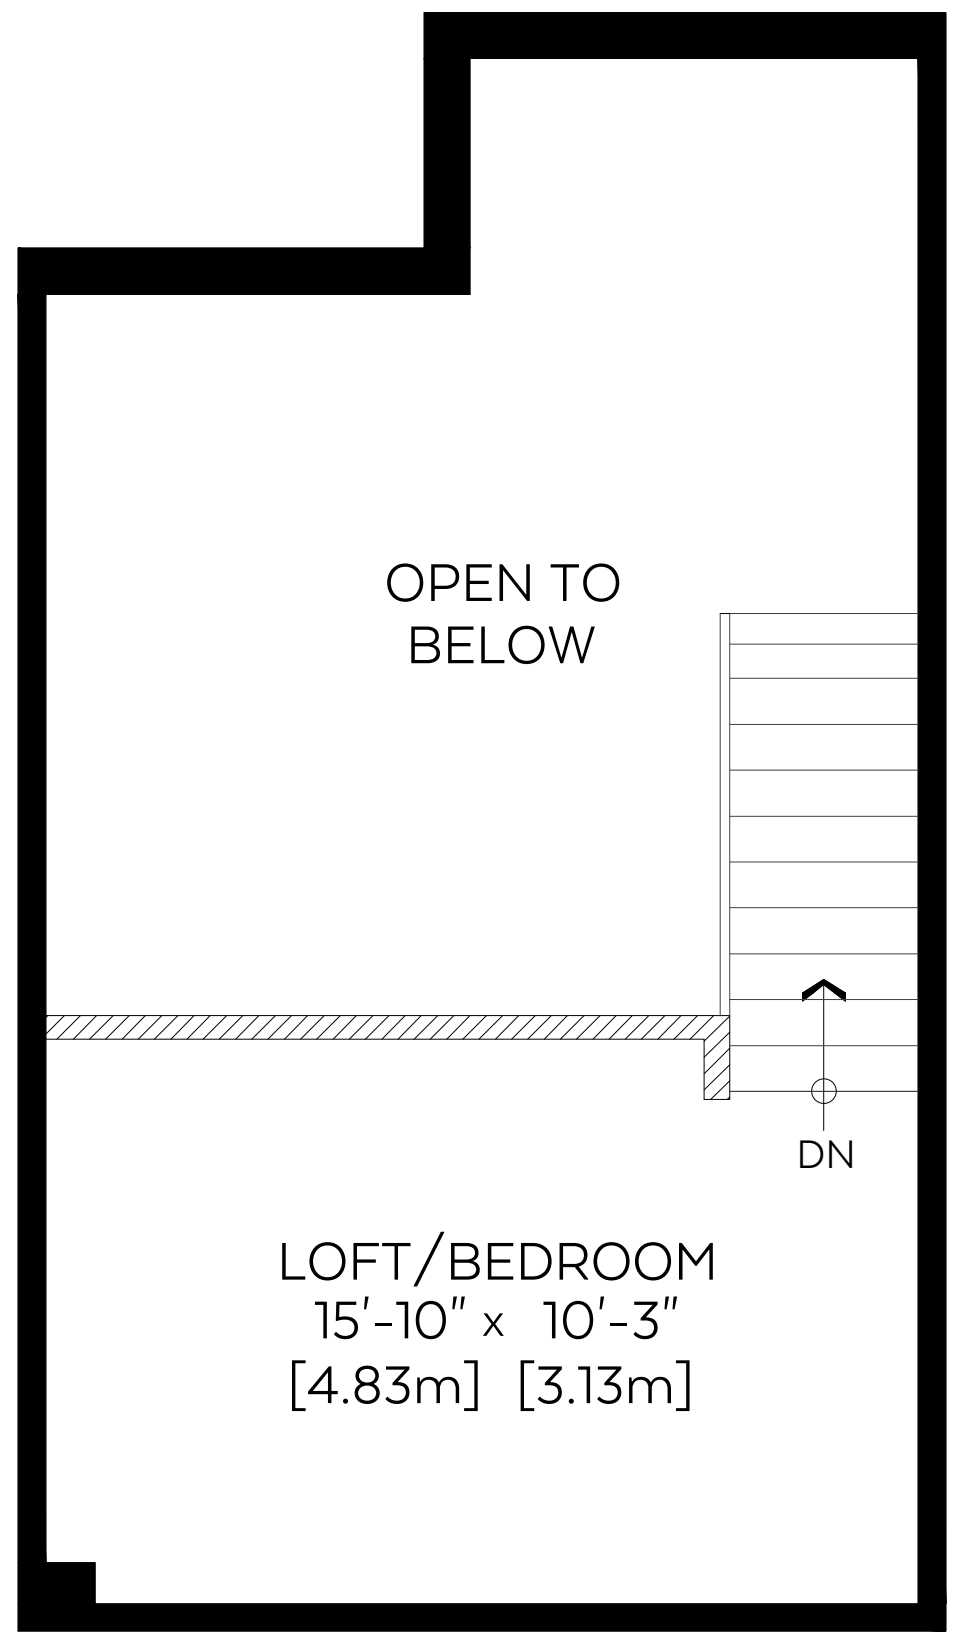 OPEN TO
BELOW
DN
LOFT/BEDROOM
15'-10" x 10'-3"
[4.83m] [3.13m]